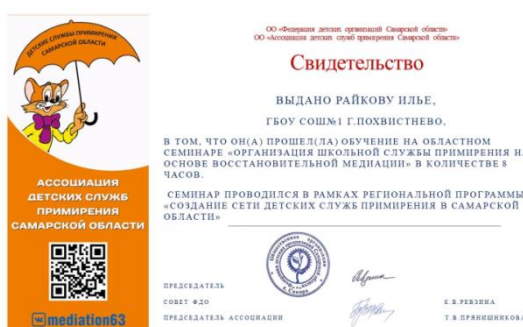 ДЕТСКИЕ СЛУЖБЫ ПРИМИРЕНИЯ
САМАРСКОЙ ОБЛАСТИ
АССОЦИАЦИЯ
ДЕТСКИХ СЛУЖБ
ПРИМИРЕНИЯ
САМАРСКОЙ ОБЛАСТИ
mediation63
ОО «Федерация детских организаций Самарской области»
ОО «Ассоциация детских служб примирения Самарской области»
Свидетельство
ВЫДАНО РАЙКОВУ ИЛЬЕ,
ГБОУ СОШ№1 Г.ПОХВИСТНЕВО,
В ТОМ, ЧТО ОН(А) ПРОШЕЛ(ЛА) ОБУЧЕНИЕ НА ОБЛАСТНОМ
СЕМИНАРЕ «ОРГАНИЗАЦИЯ ШКОЛЬНОЙ СЛУЖБЫ ПРИМИРЕНИЯ Н
ОСНОВЕ ВОССТАНОВИТЕЛЬНОЙ МЕДИАЦИИ» В КОЛИЧЕСТВЕ 8
ЧАСОВ.
СЕМИНАР ПРОВОДИЛСЯ В РАМКАХ РЕГИОНАЛЬНОЙ ПРОГРАММЫ
«СОЗДАНИЕ СЕТИ ДЕТСКИХ СЛУЖБ ПРИМИРЕНИЯ В САМАРСКОЙ
ОБЛАСТИ»
ПРЕДСЕДАТЕЛЬ
СОВЕТ ФДО К.В.РЕВЗИНА
ПРЕДСЕДАТЕЛЬ АССОЦИАЦИИ Т.В.ПРЯНИШНИКОВА